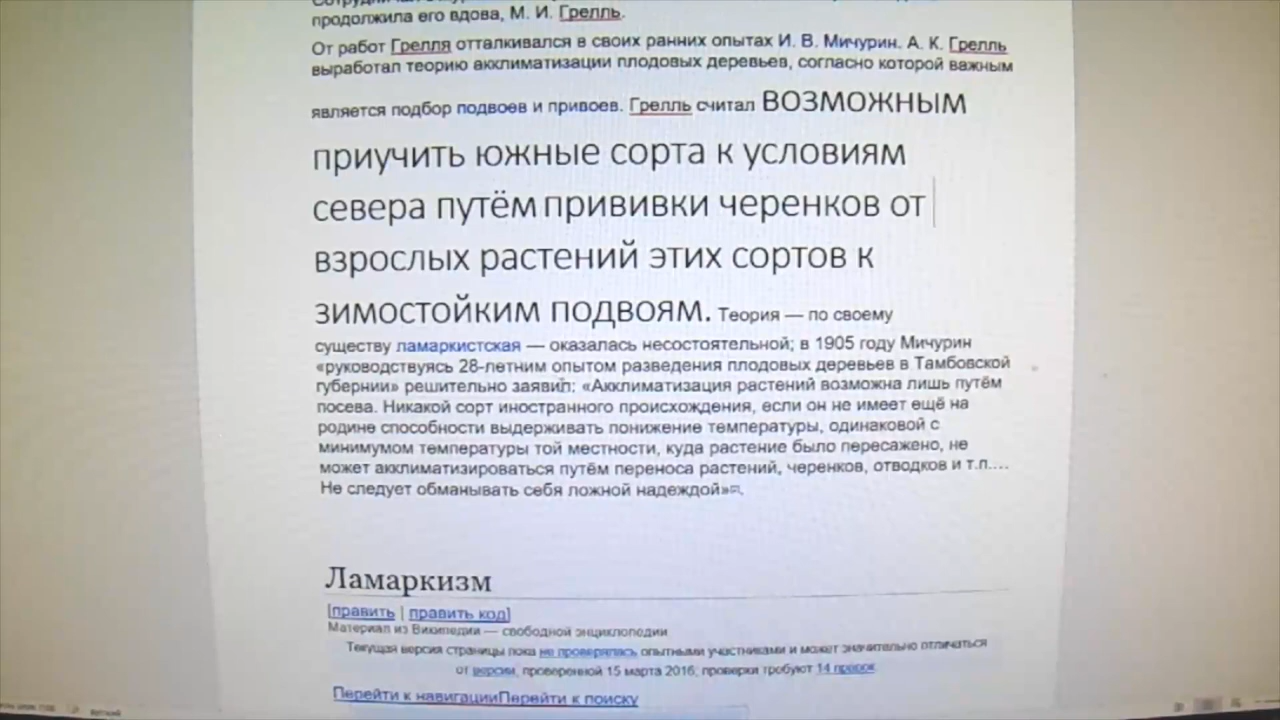 продолжила его вдова, М. И. Грелль.
От работ Грелля отталкивался в своих ранних опытах И. В. Мичурин. А. К. Грелль
выработал теорию акклиматизации плодовых деревьев, согласно которой важным
является подбор подвоев и привоев. Грелль считал возможным
приучить южные сорта к условиям
севера путём прививки черенков от
взрослых растений этих сортов к
зимостойким подвоям. Теория — по своему
существу ламаркистская — оказалась несостоятельной; в 1905 году Мичурин
«руководствуясь 28-летним опытом разведения плодовых деревьев в Тамбовской
губернии» решительно заявил: «Акклиматизация растений возможна лишь путём
посева. Никакой сорт иностранного происхождения, если он не имеет ещё на
родине способности выдерживать понижение температуры, одинаковой с
минимумом температуры той местности, куда растение было пересажено, не
может акклиматизироваться путём переноса растений, черенков, отводков и т.п....
Не следует обманывать себя ложной надеждой».
Ламаркизм
[править | править код]
Материал из Википедии — свободной энциклопедии
Текущая версия страницы пока не проверялась опытными участниками и может значительно отличаться
от версии, проверенной 15 марта 2016; проверки требуют 14 правок.
Перейти к навигацииПерейти к поиску